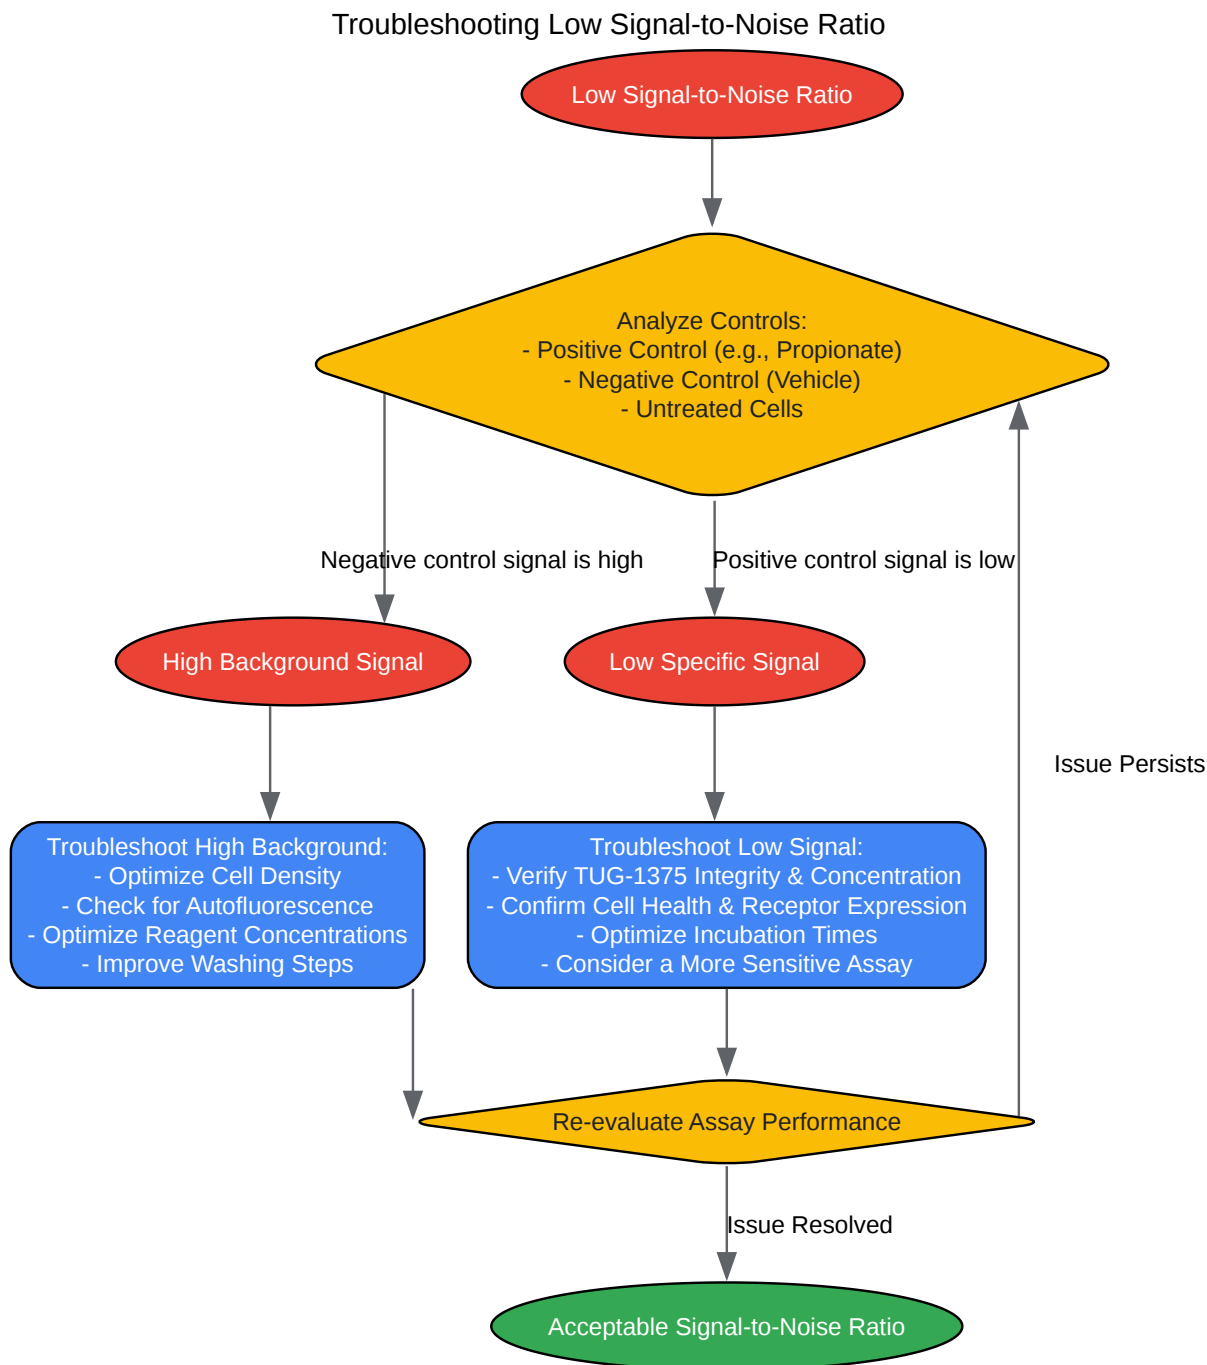 Troubleshooting Low Signal-to-Noise Ratio
Low Signal-to-Noise Ratio
Analyze Controls:
- Positive Control (e.g., Propionate)
- Negative Control (Vehicle)
- Untreated Cells
Negative control signal is high
Positive control signal is low
High Background Signal
Low Specific Signal
Issue Persists
Troubleshoot High Background:
- Optimize Cell Density
- Check for Autofluorescence
- Optimize Reagent Concentrations
- Improve Washing Steps
Troubleshoot Low Signal:
- Verify TUG-1375 Integrity & Concentration
- Confirm Cell Health & Receptor Expression
- Optimize Incubation Times
- Consider a More Sensitive Assay
Re-evaluate Assay Performance
Issue Resolved
Acceptable Signal-to-Noise Ratio